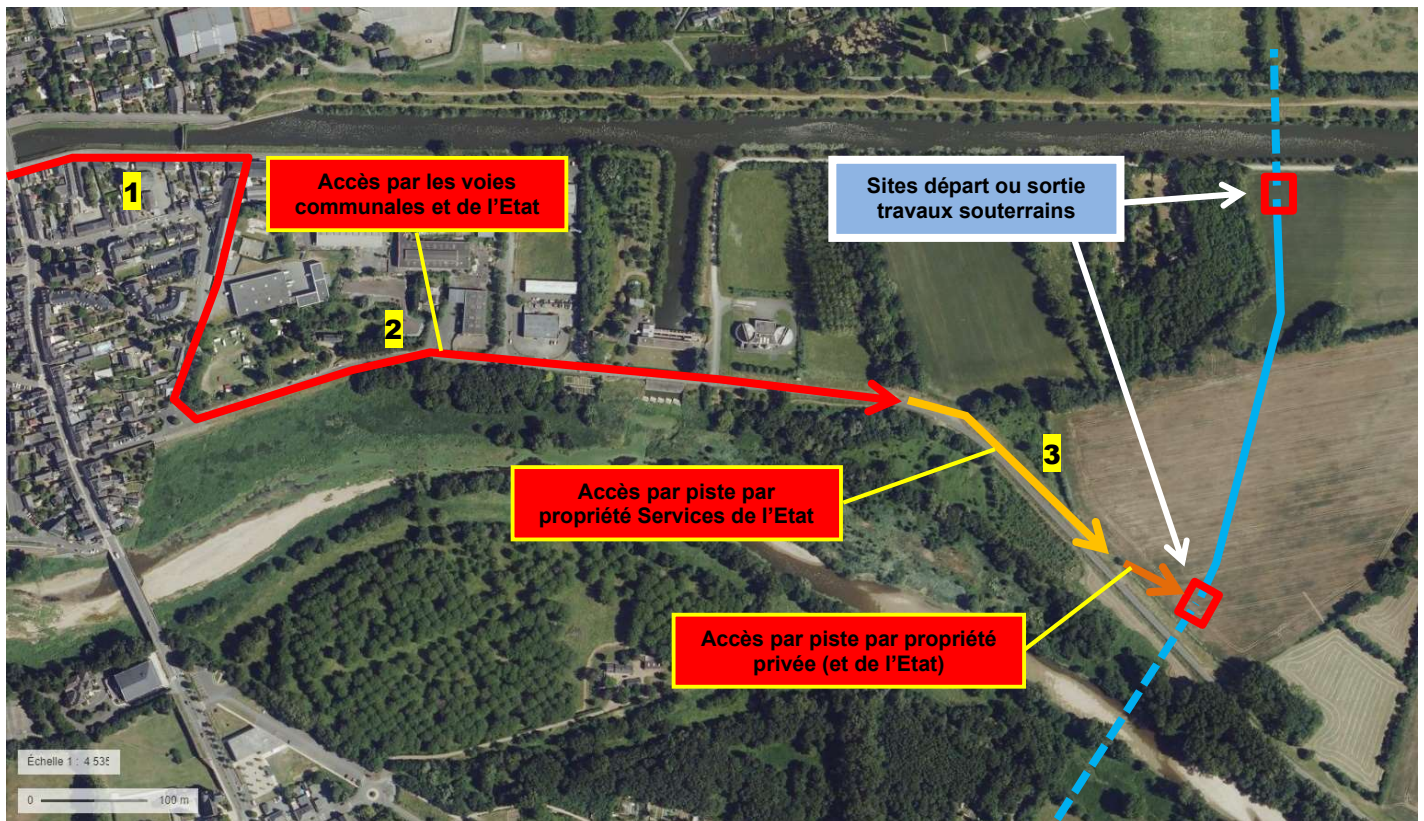 1
Accès par les voies
communales et de l’Etat
Sites départ ou sortie
travaux souterrains
2
3
Accès par piste par
propriété Services de l’Etat
Accès par piste par propriété
privée (et de l’Etat)
Échelle 1 : 4 535
0 100 m